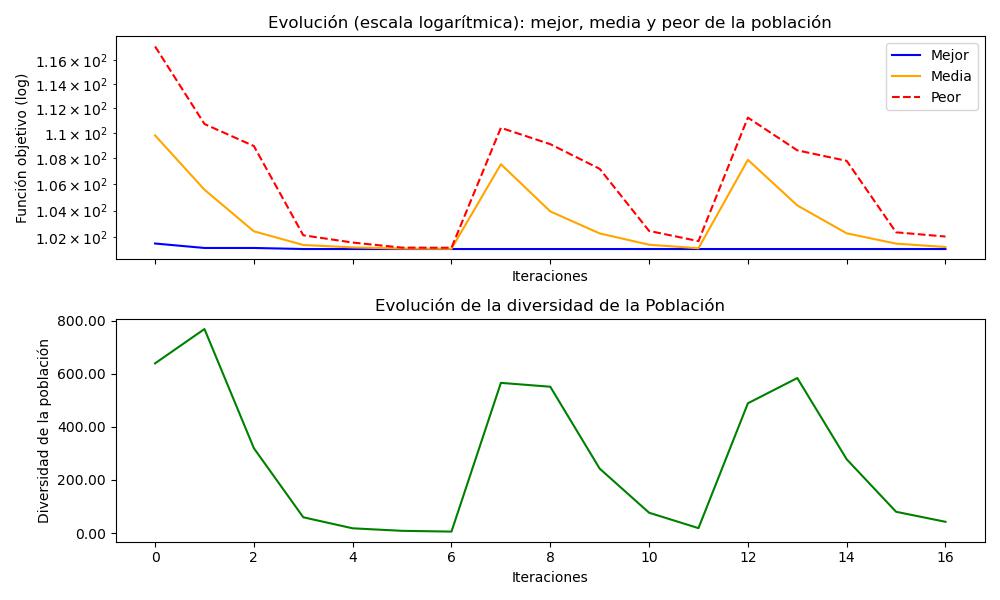 Evolución (escala logarítmica): mejor, media y peor de la población
Función objetivo (log)
1.16 × 10²
1.14 × 10²
1.12 × 10²
1.1 × 10²
1.08 × 10²
1.06 × 10²
1.04 × 10²
1.02 × 10²
Mejor
Media
Peor
Iteraciones
Evolución de la diversidad de la Población
Diversidad de la población
800.00
600.00
400.00
200.00
0.00
0 2 4 6 8 10 12 14 16
Iteraciones